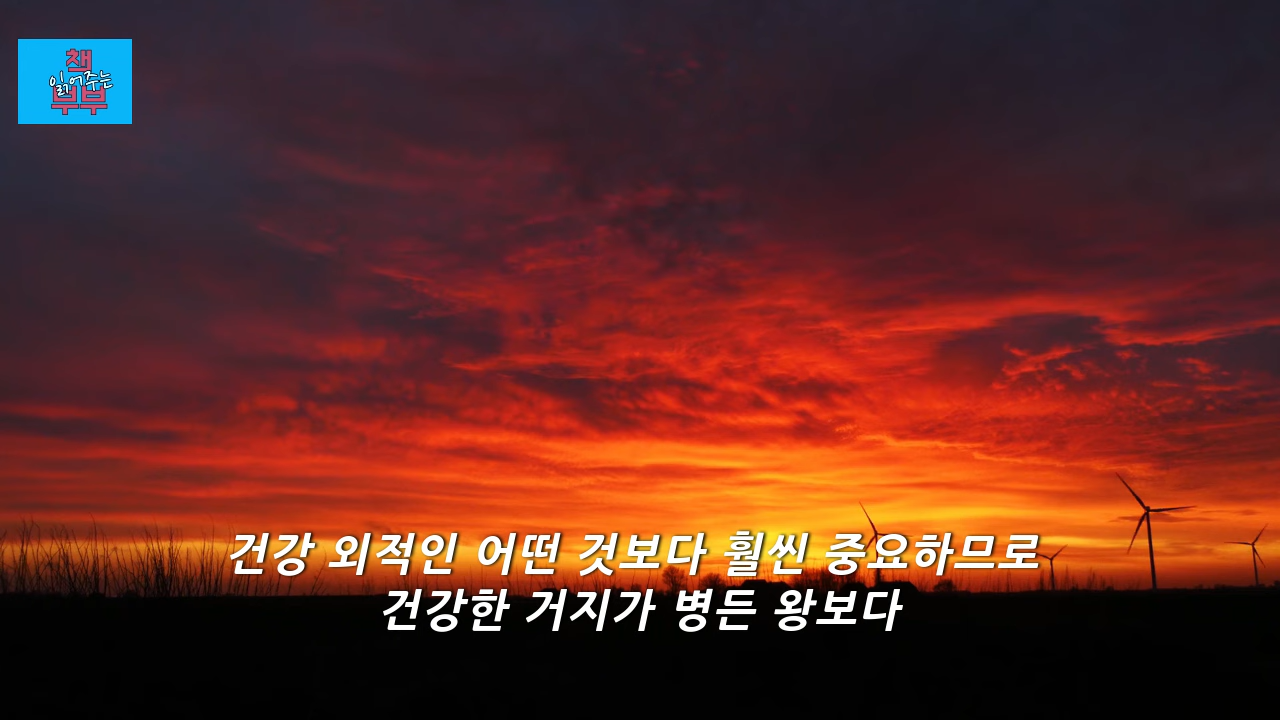 책
읽어주는
부부
건강 외적인 어떤 것보다 훨씬 중요하므로
건강한 거지가 병든 왕보다